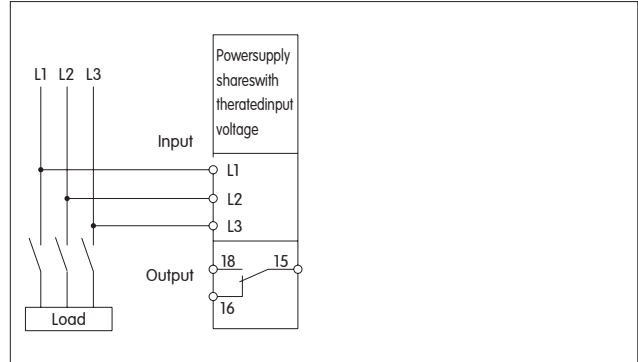 Powersupply
shareswith
theratedinput
voltage
L1 L2 L3
Input
L1
L2
L3
Output
18 15
16
Load